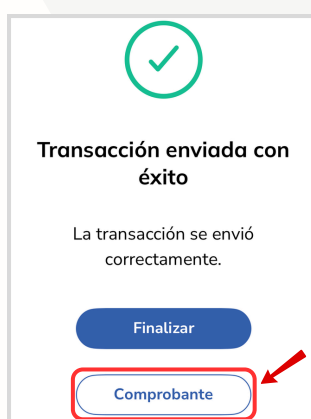 Transacción enviada con
éxito
La transacción se envió
correctamente.
Finalizar
Comprobante